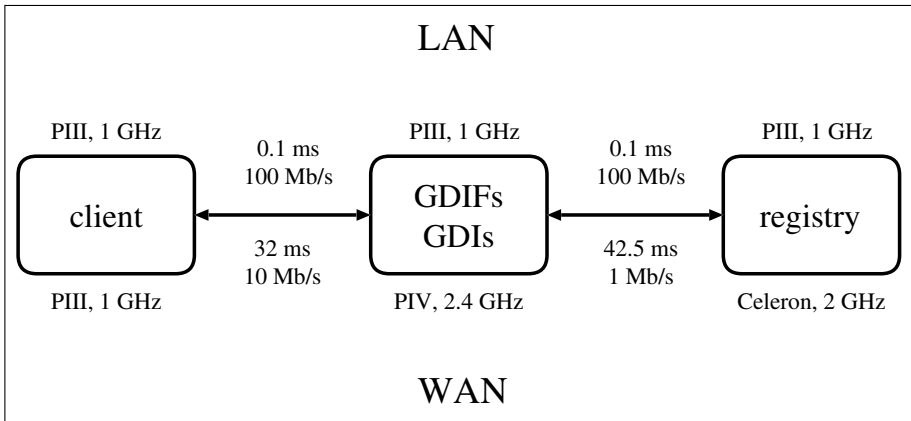 LAN
PIII, 1 GHz
PIII, 1 GHz
PIII, 1 GHz
0.1 ms
100 Mb/s
0.1 ms
100 Mb/s
client
GDIFs
GDIs
registry
32 ms
10 Mb/s
42.5 ms
1 Mb/s
PIII, 1 GHz
PIV, 2.4 GHz
Celeron, 2 GHz
WAN